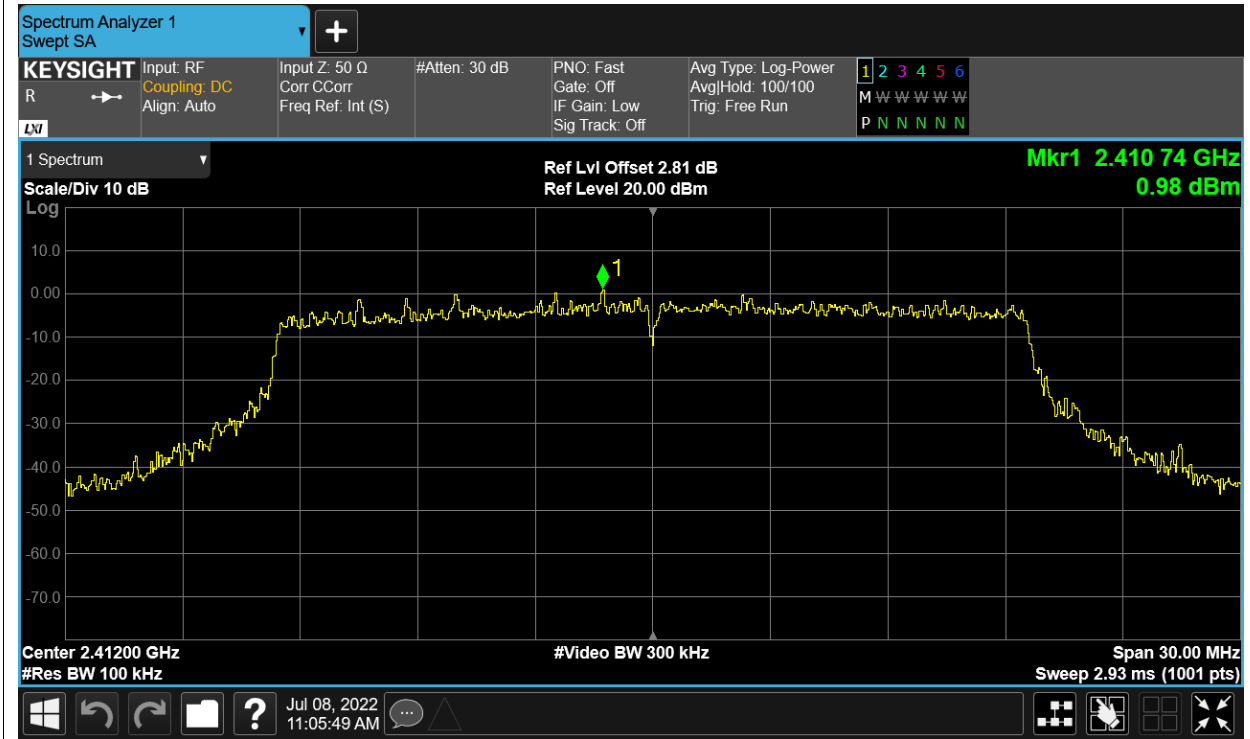 Spectrum Analyzer 1
Swept SA
KEYSIGHT
R
LXI
Input: RF
Coupling: DC
Align: Auto
Input Z: 50 Ω
Corr CCorr
Freq Ref: Int (S)
#Atten: 30 dB
PNO: Fast
Gate: Off
IF Gain: Low
Sig Track: Off
Avg Type: Log-Power
Avg|Hold: 100/100
Trig: Free Run
1 2 3 4 5 6
M W W W W W
P N N N N N
1 Spectrum
Scale/Div 10 dB
Ref Lvl Offset 2.81 dB
Ref Level 20.00 dBm
Mkr1 2.410 74 GHz
0.98 dBm
Log
10.0
0.00
-10.0
-20.0
-30.0
-40.0
-50.0
-60.0
-70.0
1
Center 2.41200 GHz
#Res BW 100 kHz
#Video BW 300 kHz
Span 30.00 MHz
Sweep 2.93 ms (1001 pts)
?
Jul 08, 2022
11:05:49 AM